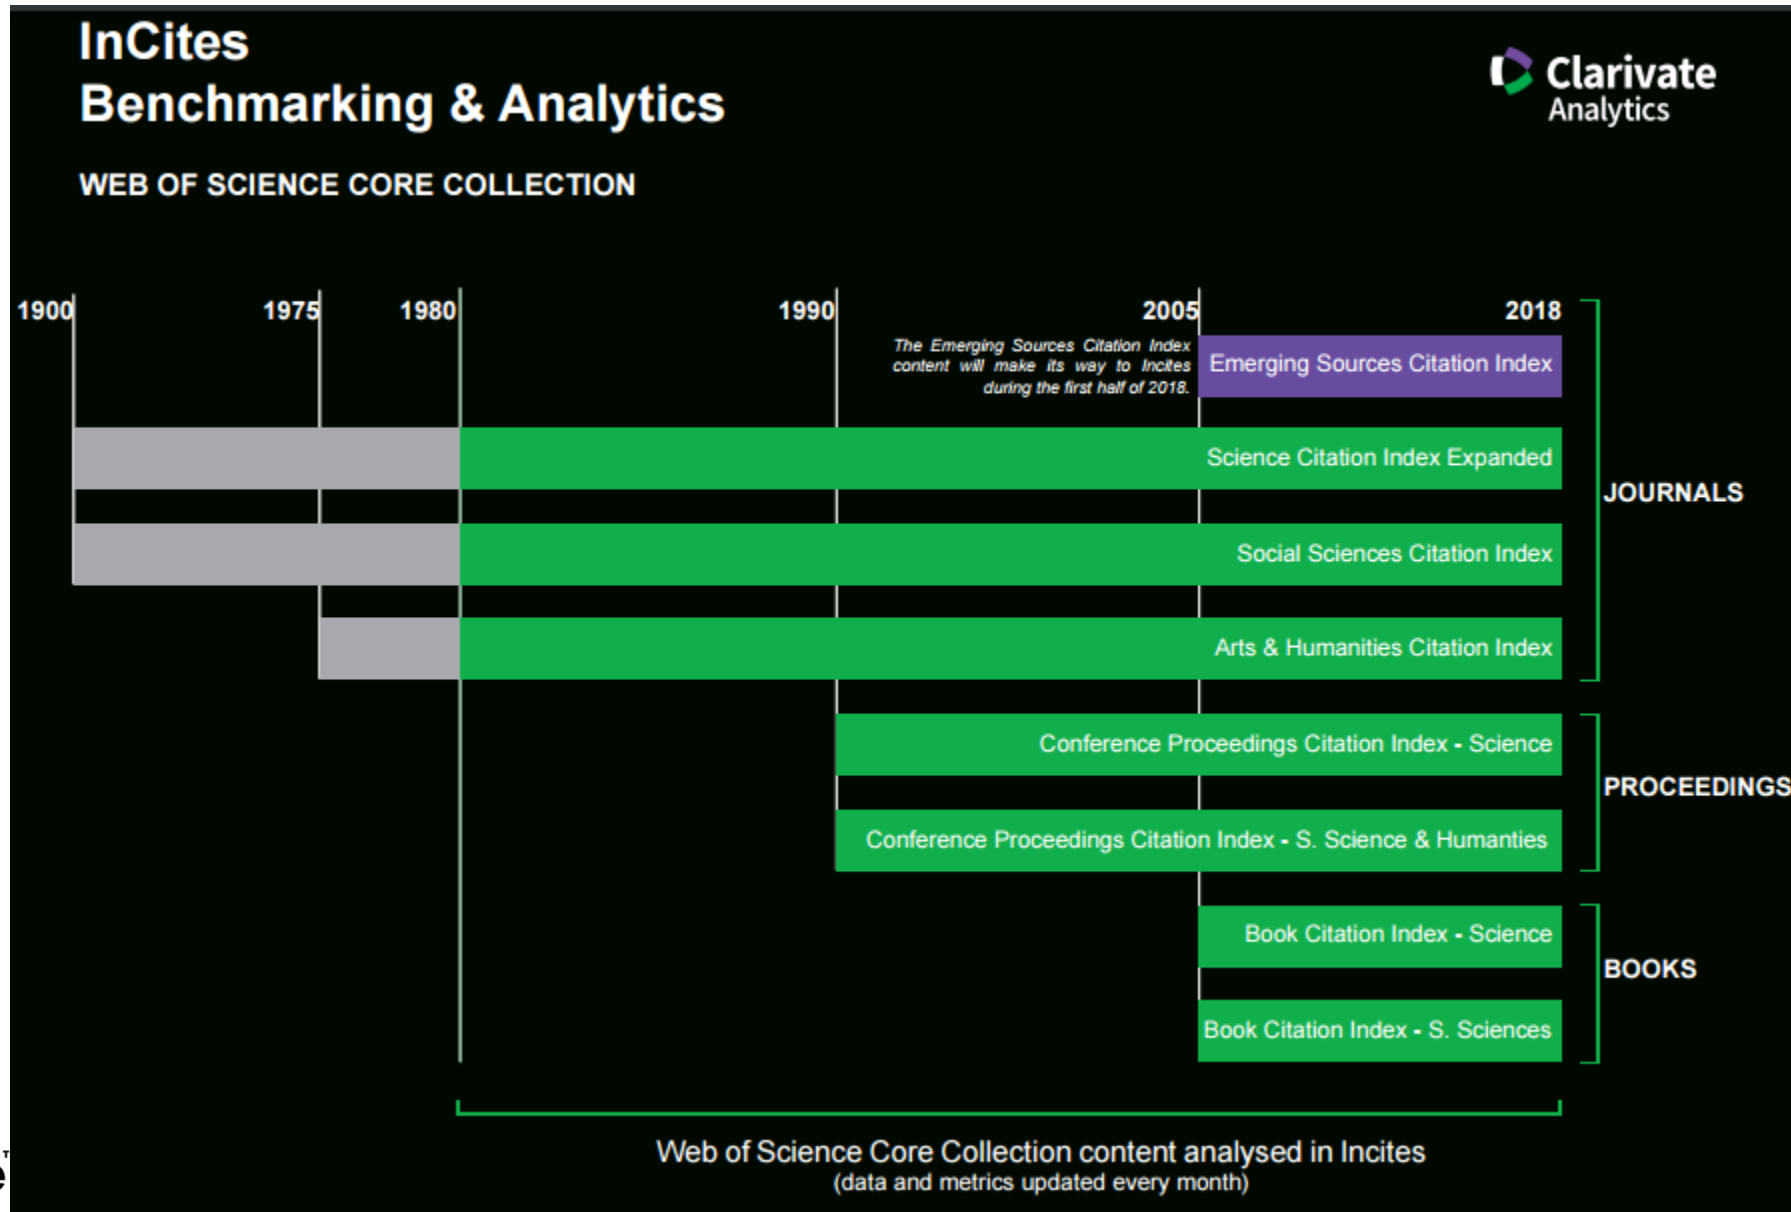 InCites
Benchmarking & Analytics
Clarivate
Analytics
WEB OF SCIENCE CORE COLLECTION
1900
1975
1980
1990
2005
2018
The Emerging Sources Citation Index
content will make its way to Incites
during the first half of 2018.
Emerging Sources Citation Index
Science Citation Index Expanded
Social Sciences Citation Index
Arts & Humanities Citation Index
JOURNALS
Conference Proceedings Citation Index - Science
Conference Proceedings Citation Index - S. Science & Humanties
PROCEEDINGS
Book Citation Index - Science
Book Citation Index - S. Sciences
BOOKS
Web of Science Core Collection content analysed in Incites
(data and metrics updated every month)